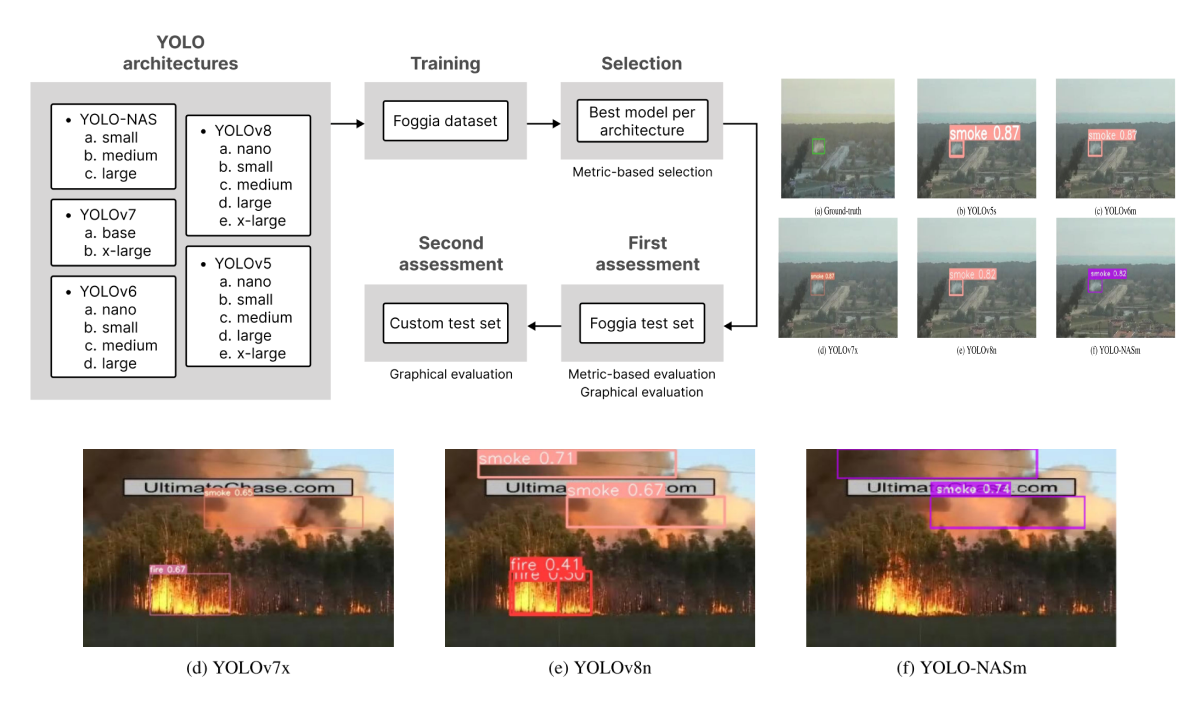 YOLO
architectures
• YOLO-NAS
a. small
b. medium
c. large
• YOLOv7
a. base
b. x-large
• YOLOv6
a. nano
b. small
c. medium
d. large
• YOLOv8
a. nano
b. small
c. medium
d. large
e. x-large
• YOLOv5
a. nano
b. small
c. medium
d. large
e. x-large
Training
Foggia dataset
Selection
Best model per
architecture
Metric-based selection
Second
assessment
Custom test set
Graphical evaluation
First
assessment
Foggia test set
Metric-based evaluation
Graphical evaluation
smoke 0.87
smoke 0.87
(a) Ground-truth
(b) YOLOv5s
(c) YOLOv6m
smoke 0.87
smoke 0.82
smoke 0.82
(d) YOLOv7x
(e) YOLOv8n
(f) YOLO-NASm
UltimateChase.com
smoke 0.65
fire 0.67
(d) YOLOv7x
smoke 0.71
Ultima
smoke 0.67
om
fire 0.41
fire 0.50
(e) YOLOv8n
Ultima
smoke 0.74
.com
(f) YOLO-NASm